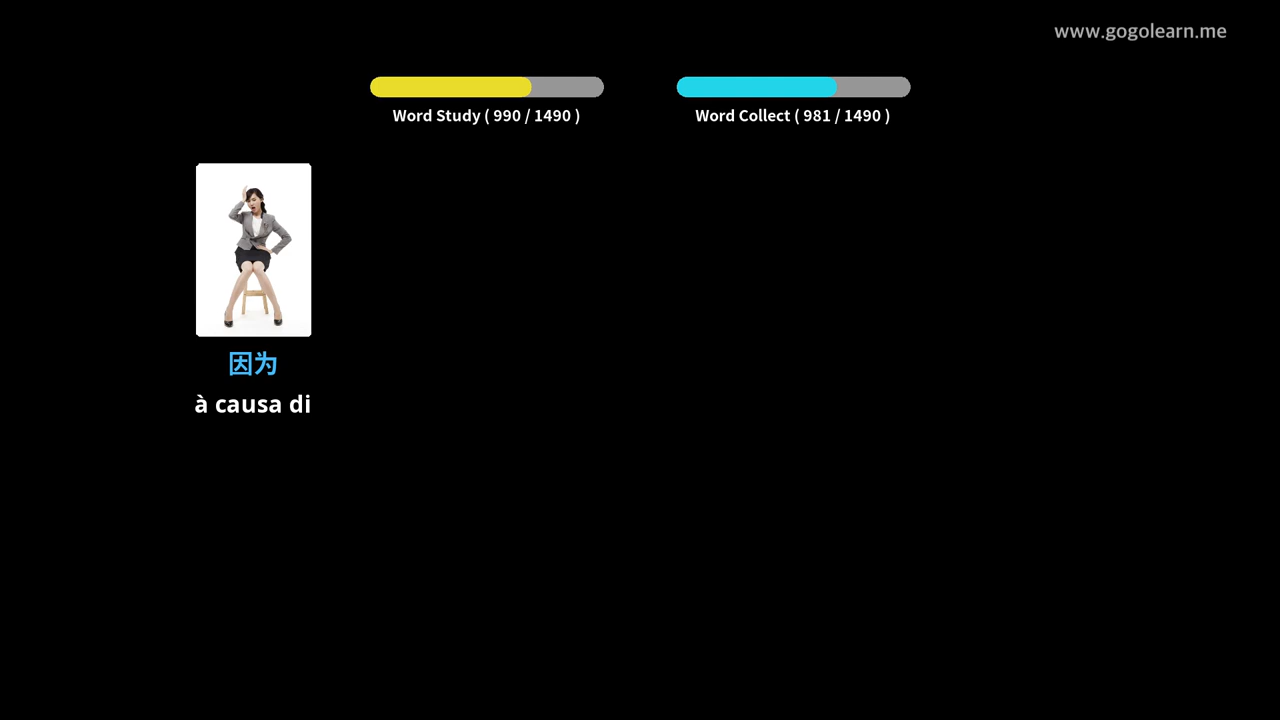 www.gogolearn.me
Word Study ( 990 / 1490 )
Word Collect ( 981 / 1490 )
因为
à causa di